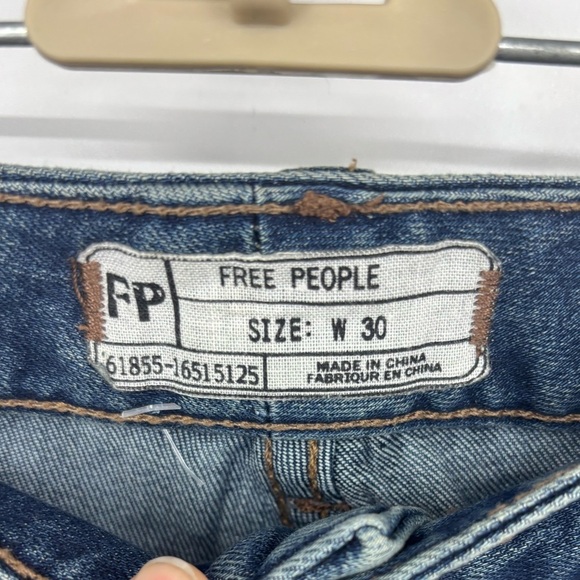 FP
FREE PEOPLE
SIZE: W 30
61855-16515125
MADE IN CHINA
FABRIQUR EN CHINA